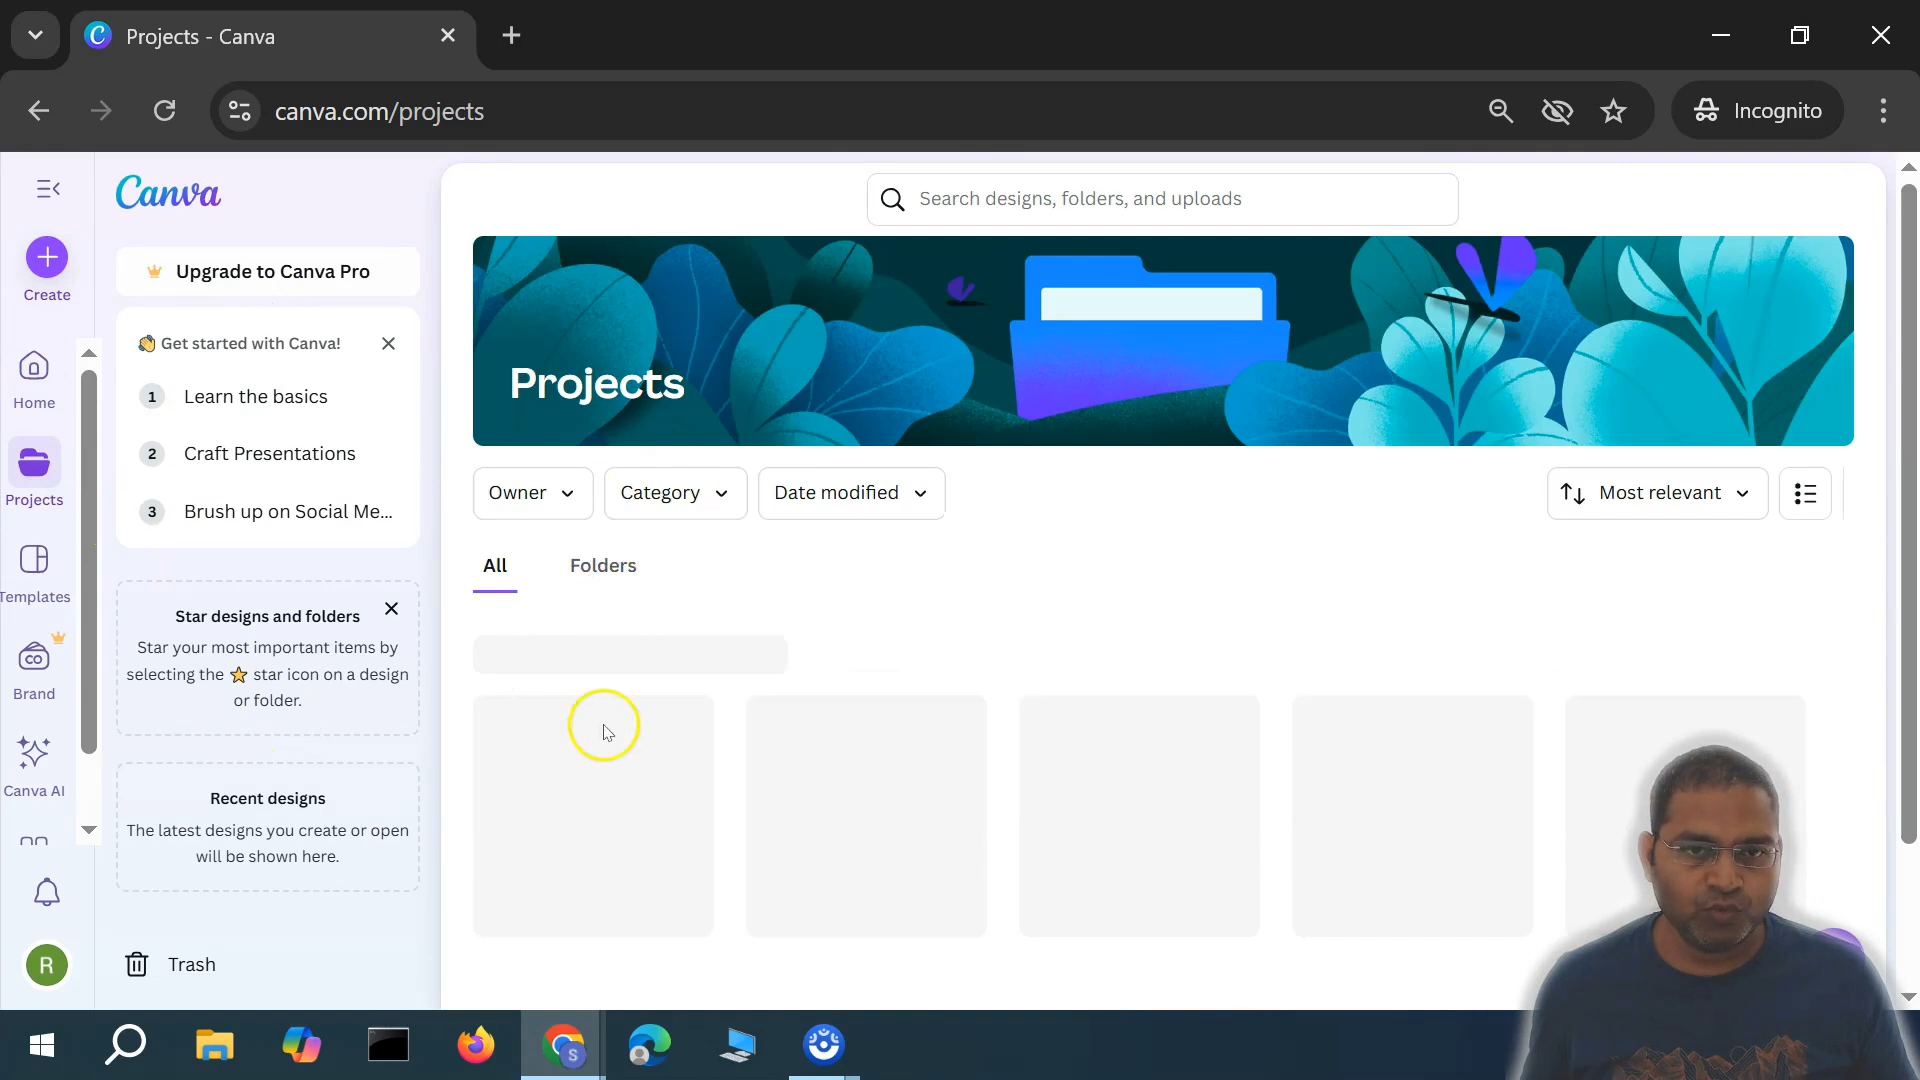 Projects - Canva
canva.com/projects
Incognito
Canva
Search designs, folders, and uploads
Create
Upgrade to Canva Pro
Get started with Canva!
1 Learn the basics
2 Craft Presentations
3 Brush up on Social Me...
Home
Projects
Templates
Brand
CO
Canva AI
Star designs and folders
Star your most important items by
selecting the ⭐ star icon on a design
or folder.
Recent designs
The latest designs you create or open
will be shown here.
R
Trash
Projects
Owner
Category
Date modified
Most relevant
All
Folders
S